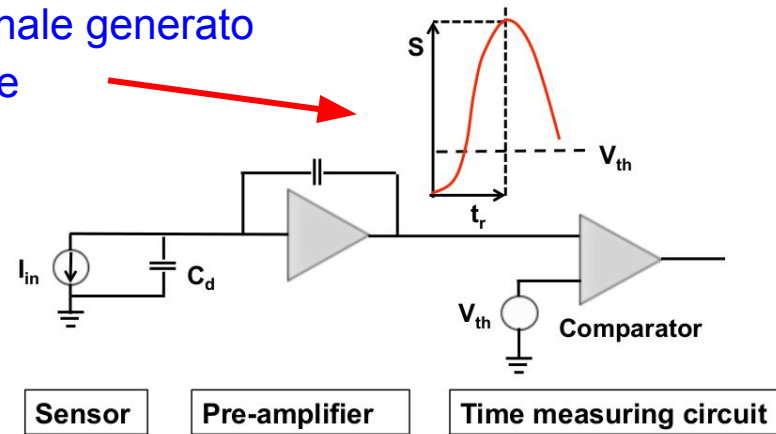 nale generato
e
S
V_th
t_r
I_in
C_d
V_th
Comparator
Sensor
Pre-amplifier
Time measuring circuit